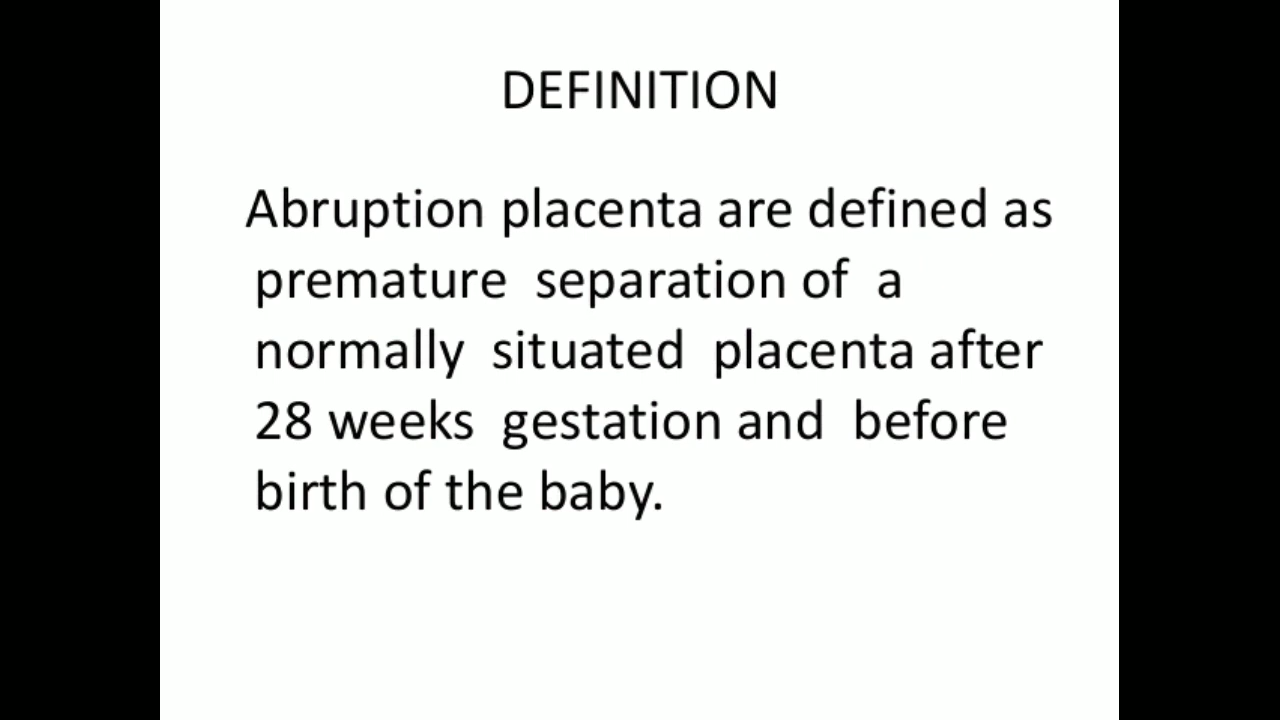 DEFINITION
Abruption placenta are defined as
premature separation of a
normally situated placenta after
28 weeks gestation and before
birth of the baby.